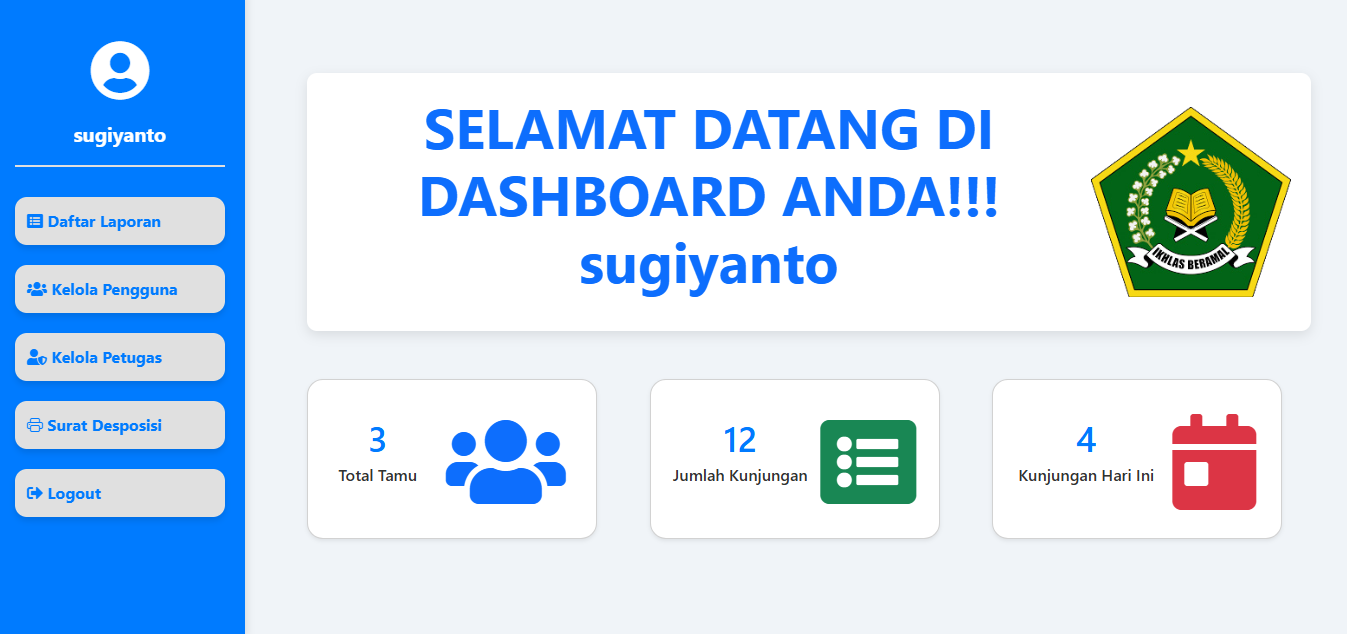 sugiyanto
Daftar Laporan
Kelola Pengguna
Kelola Petugas
Surat Desposisi
Logout
SELAMAT DATANG DI
DASHBOARD ANDA!!!
sugiyanto
IKHLAS BERAMAL
3
Total Tamu
12
Jumlah Kunjungan
4
Kunjungan Hari Ini